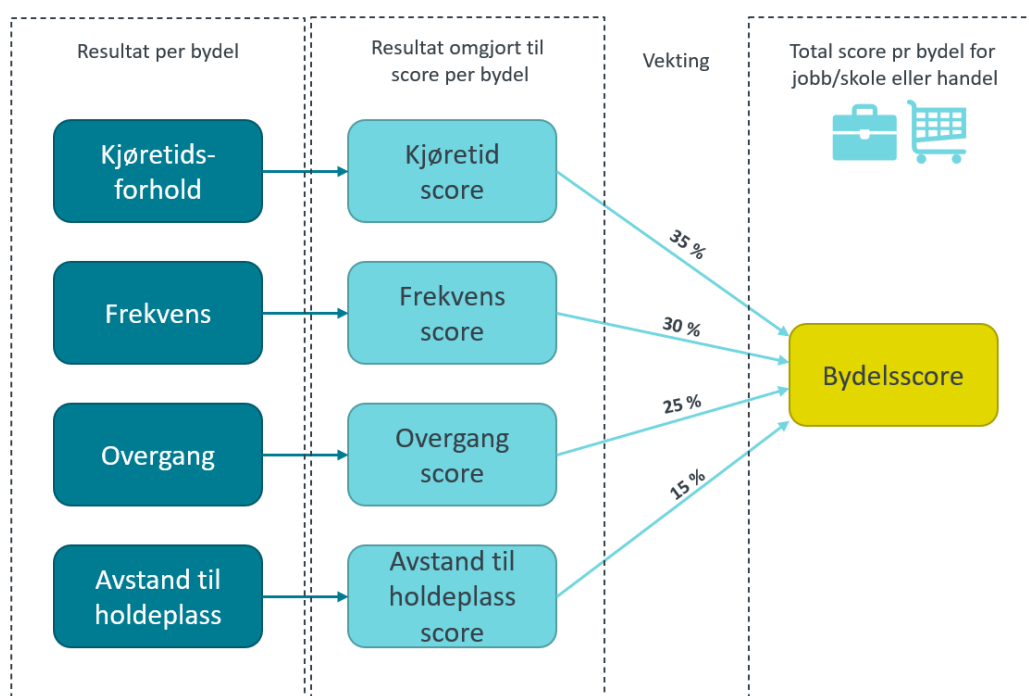 Resultat per bydel
Resultat omgjort til
score per bydel
Vekting
Total score pr bydel for
jobb/skole eller handel
Kjøretids-
forhold
Kjøretid
score
35 %
Frekvens
Frekvens
score
30 %
Bydelsscore
Overgang
Overgang
score
25 %
Avstand til
holdeplass
Avstand til
holdeplass
score
15 %